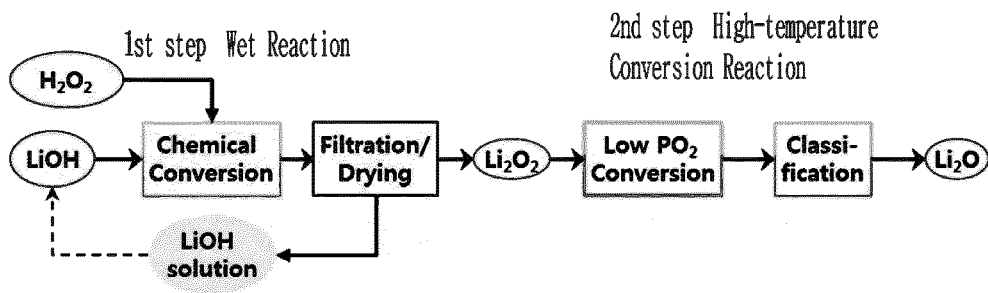 1st step Wet Reaction
2nd step High-temperature
Conversion Reaction
H₂O₂
LiOH
Chemical
Conversion
Filtration/
Drying
Li₂O₂
Low PO₂
Conversion
Classi-
fication
Li₂O
LiOH
solution